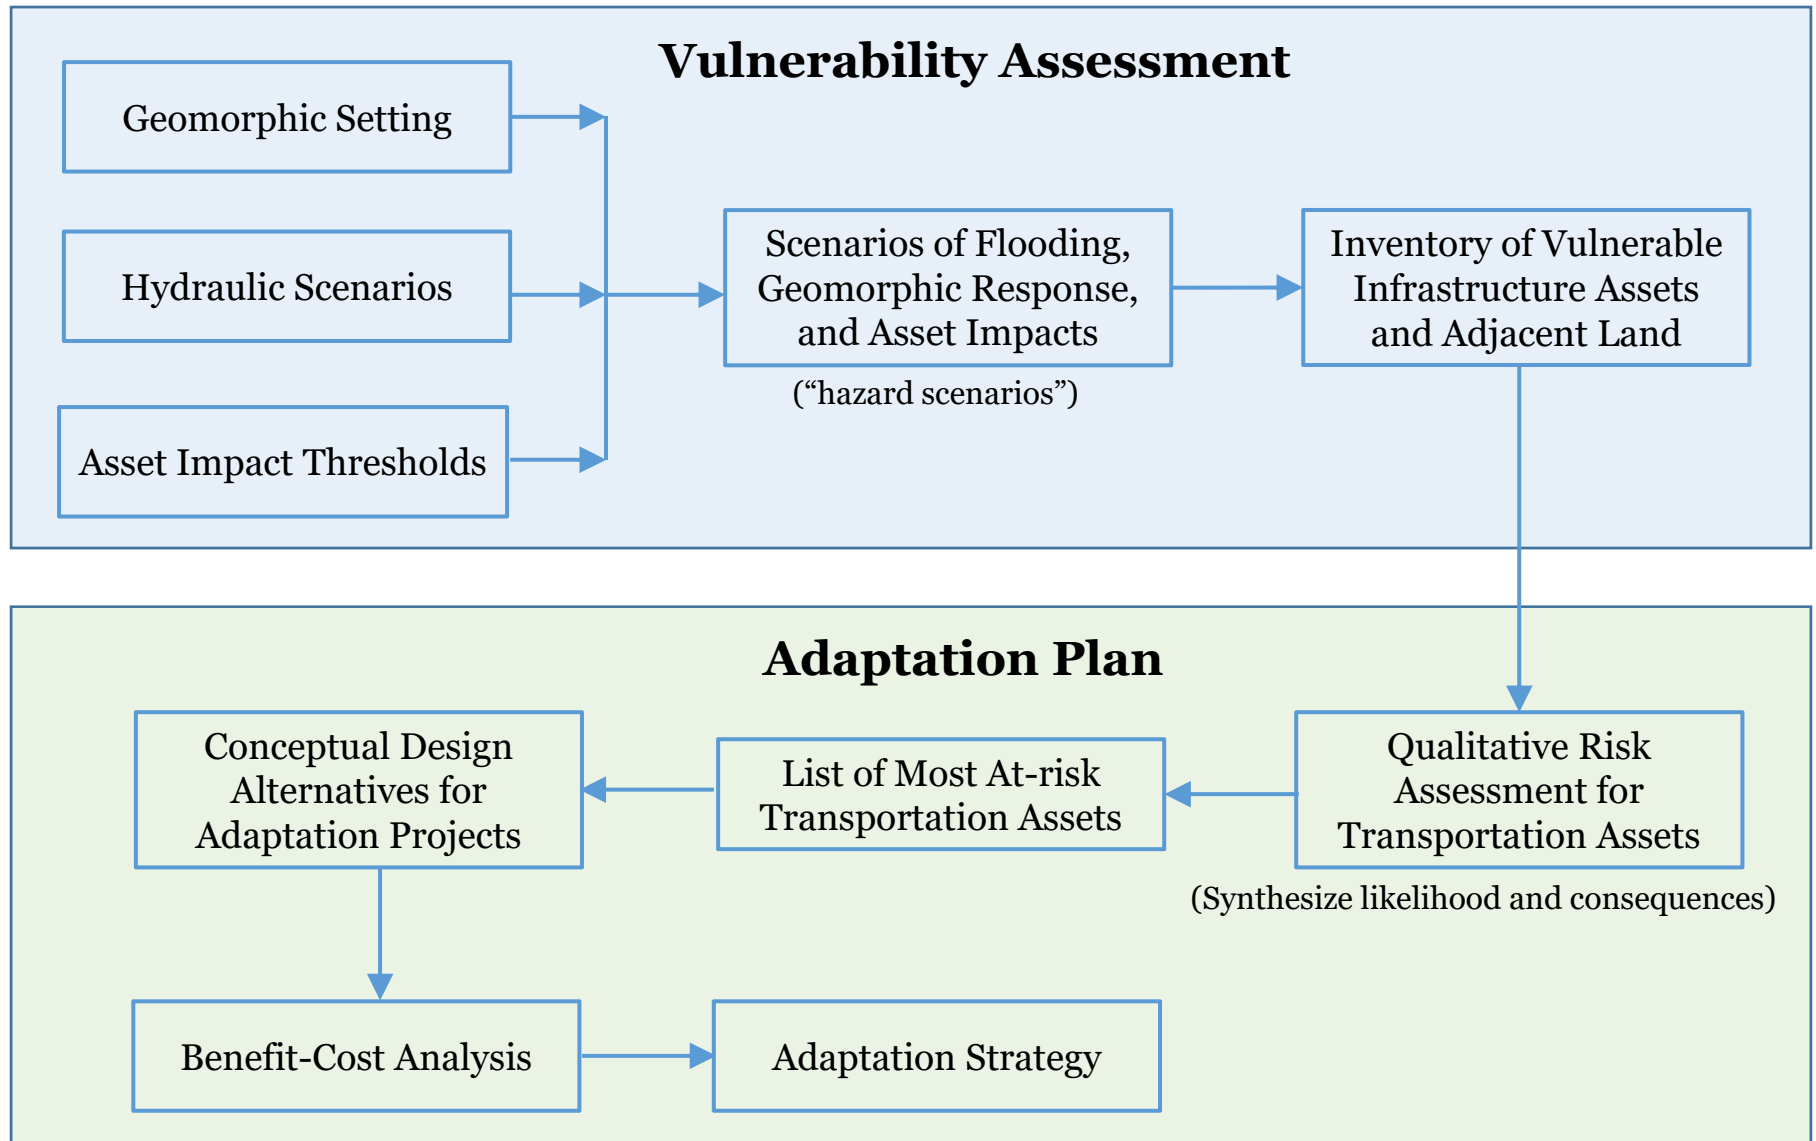 Vulnerability Assessment
Geomorphic Setting
Hydraulic Scenarios
Asset Impact Thresholds
Scenarios of Flooding,
Geomorphic Response,
and Asset Impacts
(“hazard scenarios”)
Inventory of Vulnerable
Infrastructure Assets
and Adjacent Land
Adaptation Plan
Qualitative Risk
Assessment for
Transportation Assets
(Synthesize likelihood and consequences)
List of Most At-risk
Transportation Assets
Conceptual Design
Alternatives for
Adaptation Projects
Benefit-Cost Analysis
Adaptation Strategy